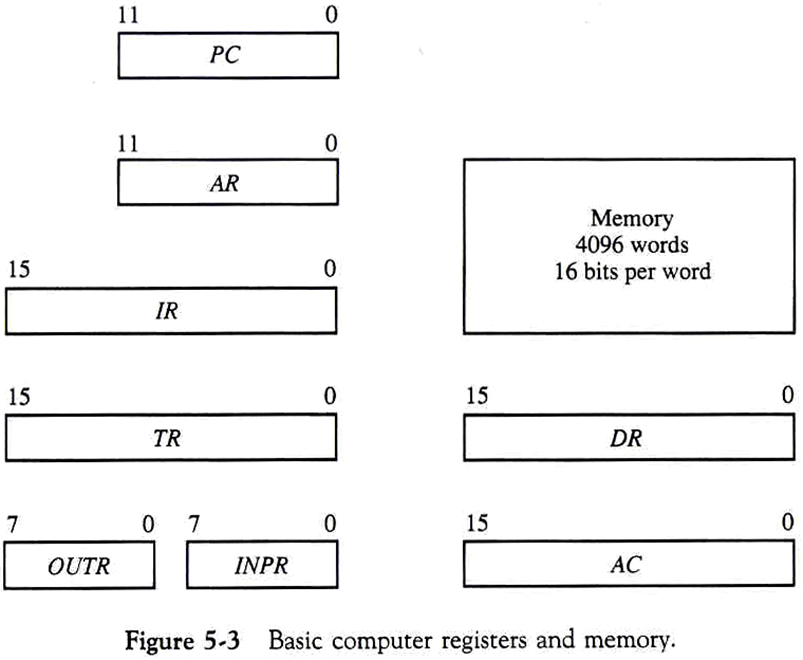 11 0
PC
11 0
AR
Memory
4096 words
16 bits per word
15 0
IR
15 0
TR
15 0
DR
7 0
OUTR
7 0
INPR
15 0
AC
Figure 5-3 Basic computer registers and memory.